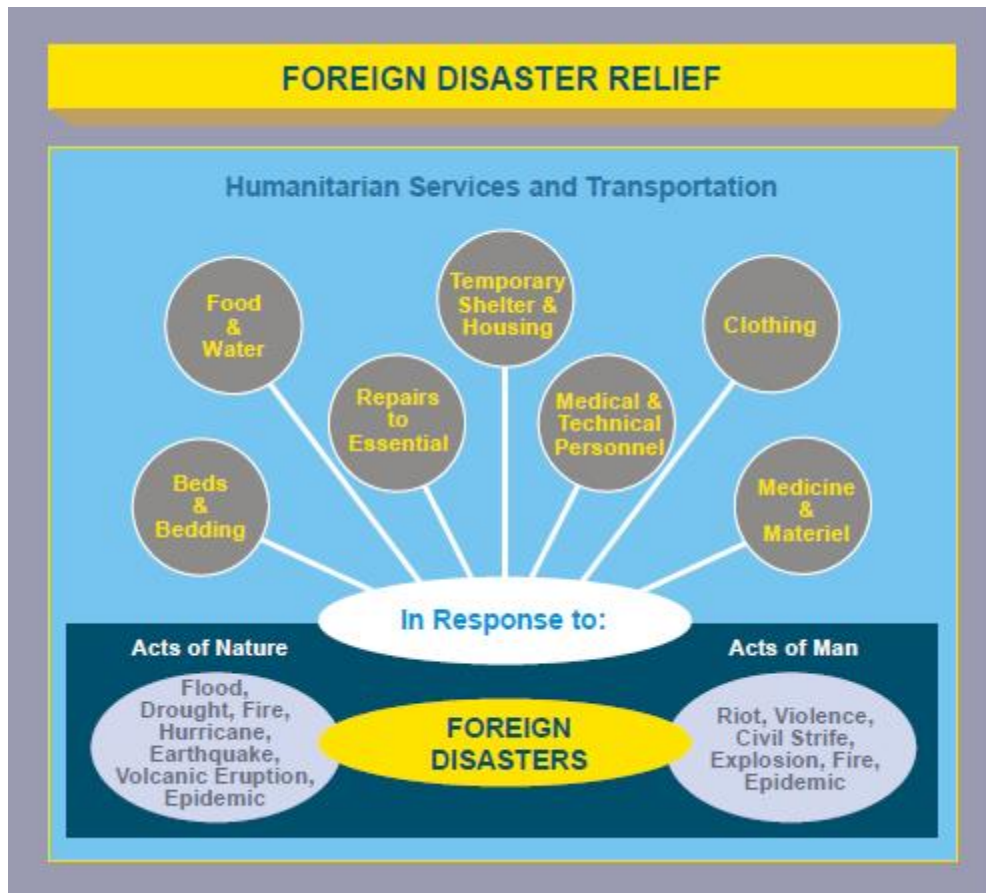 FOREIGN DISASTER RELIEF
Humanitarian Services and Transportation
Food
&
Water
Temporary
Shelter &
Housing
Clothing
Repairs
to
Essential
Medical &
Technical
Personnel
Beds
&
Bedding
Medicine
&
Materiel
In Response to:
Acts of Nature
Flood,
Drought, Fire,
Hurricane,
Earthquake,
Volcanic Eruption,
Epidemic
FOREIGN
DISASTERS
Acts of Man
Riot, Violence,
Civil Strife,
Explosion, Fire,
Epidemic